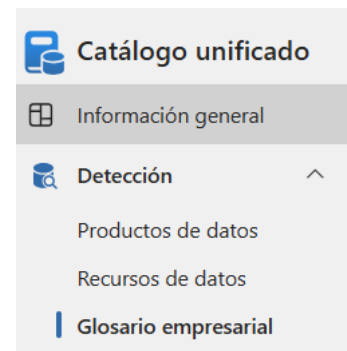 Catálogo unificado
Información general
Detección
Productos de datos
Recursos de datos
Glosario empresarial